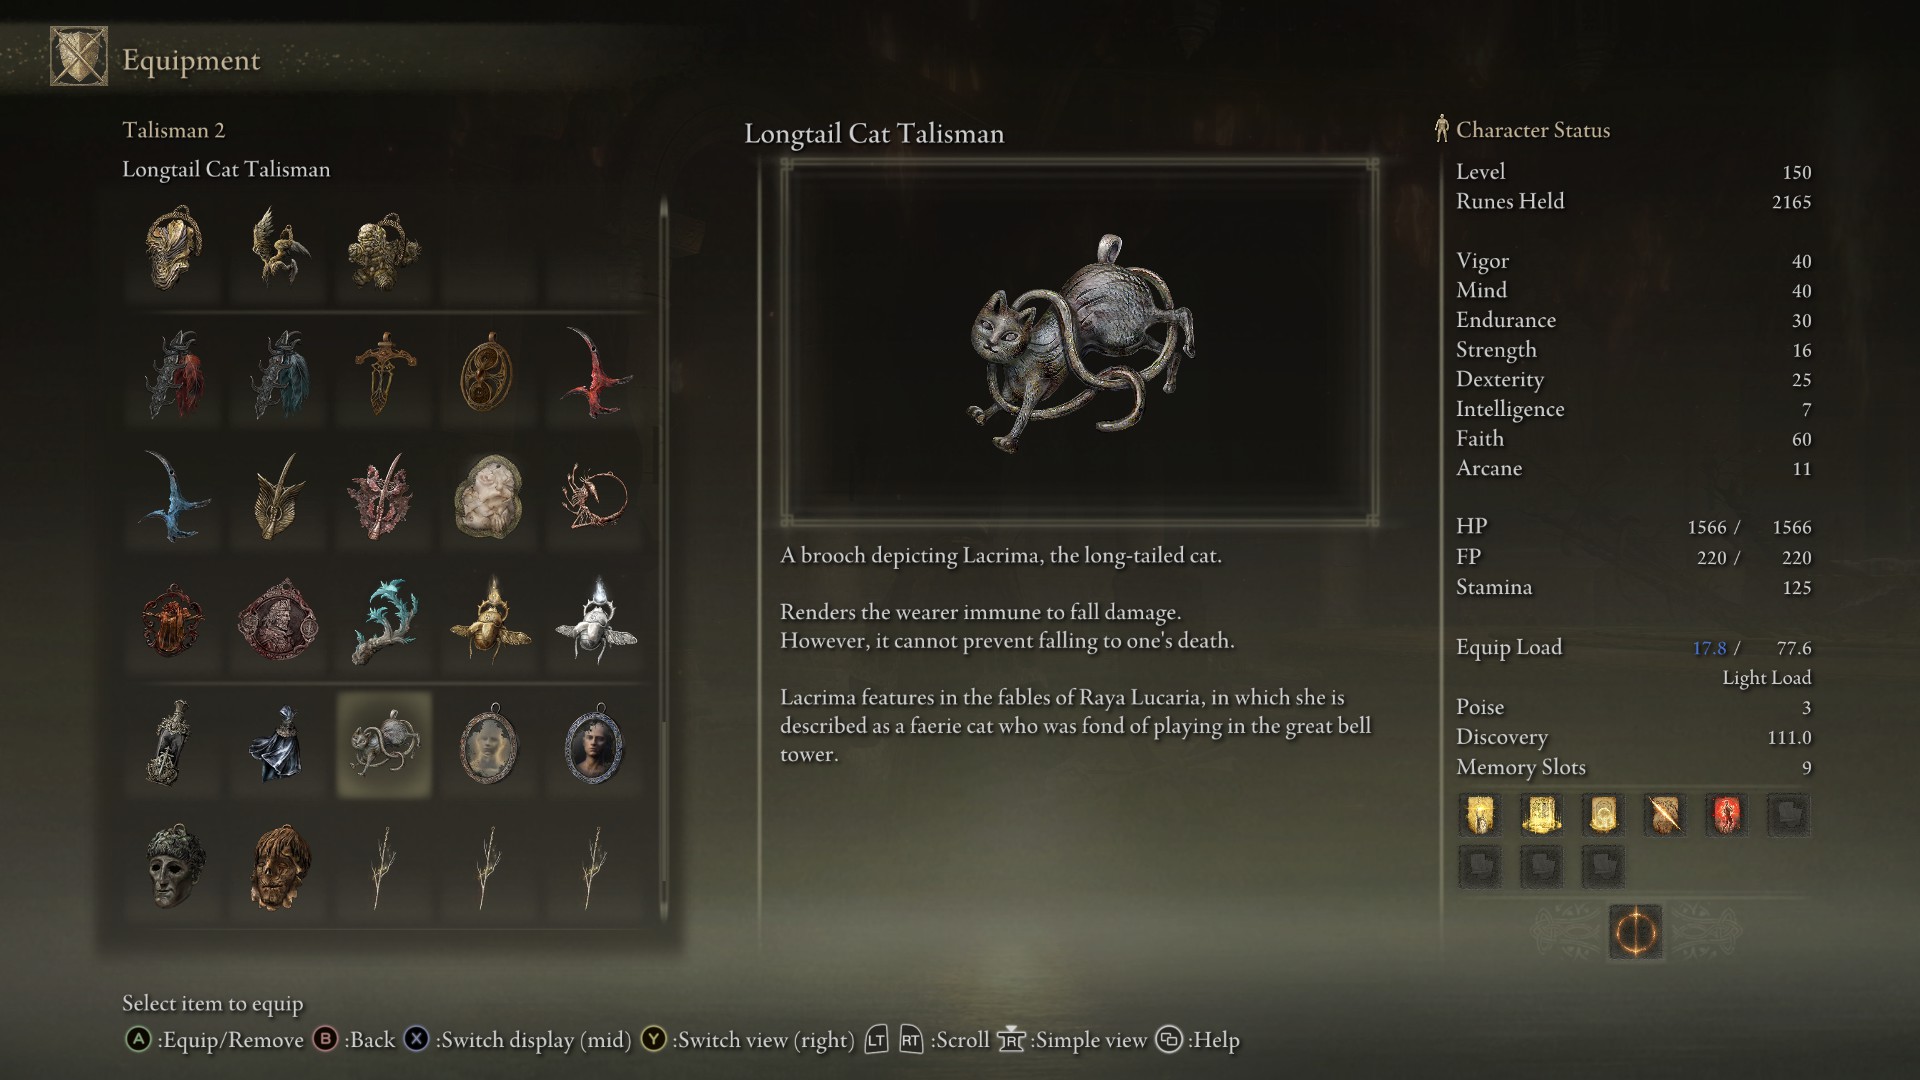 Equipment
Talisman 2
Longtail Cat Talisman
Longtail Cat Talisman
A brooch depicting Lacrima, the long-tailed cat.
Renders the wearer immune to fall damage.
However, it cannot prevent falling to one's death.
Lacrima features in the fables of Raya Lucaria, in which she is
described as a faerie cat who was fond of playing in the great bell
tower.
Character Status
Level 150
Runes Held 2165
Vigor 40
Mind 40
Endurance 30
Strength 16
Dexterity 25
Intelligence 7
Faith 60
Arcane 11
HP 1566 / 1566
FP 220 / 220
Stamina 125
Equip Load 17.8 / 77.6
Light Load
Poise 3
Discovery 111.0
Memory Slots 9
Select item to equip
A :Equip/Remove B :Back X :Switch display (mid) Y :Switch view (right) LT RT :Scroll R :Simple view :Help